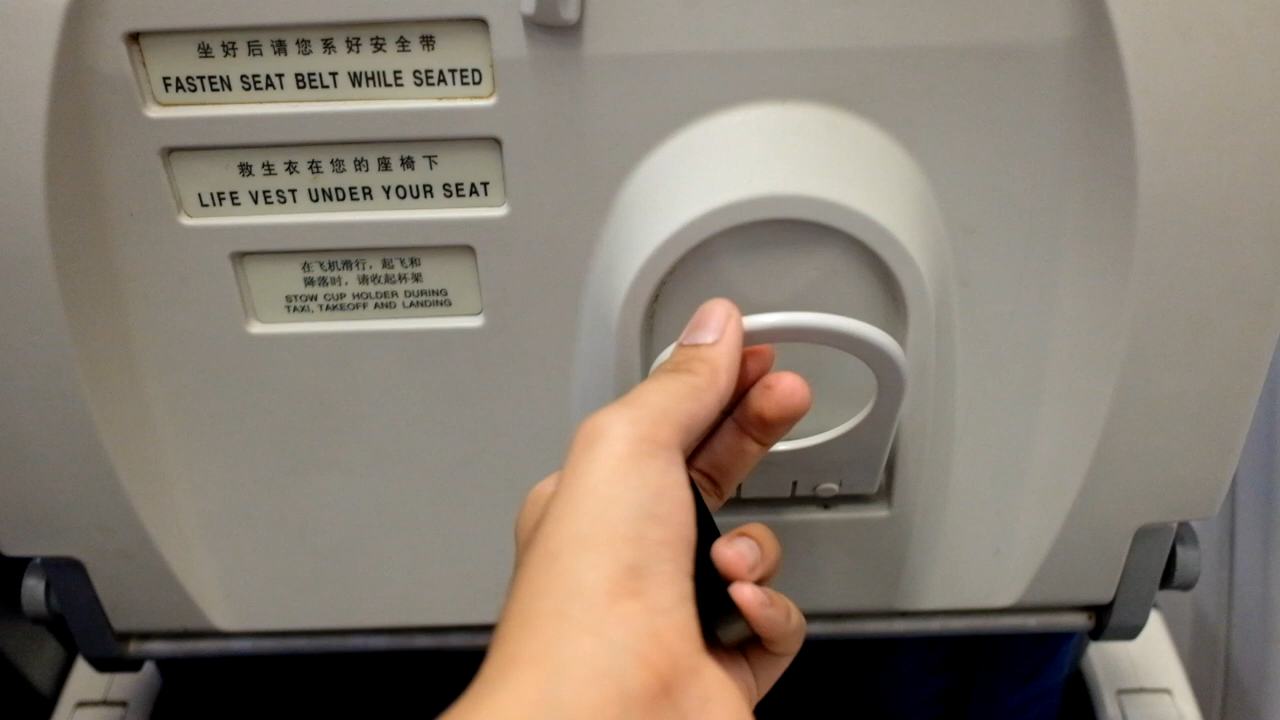 坐好后请您系好安全带
FASTEN SEAT BELT WHILE SEATED
救生衣在您的座椅下
LIFE VEST UNDER YOUR SEAT
在飞机滑行，起飞和
降落时，请收起杯架
STOW CUP HOLDER DURING
TAXI, TAKEOFF AND LANDING